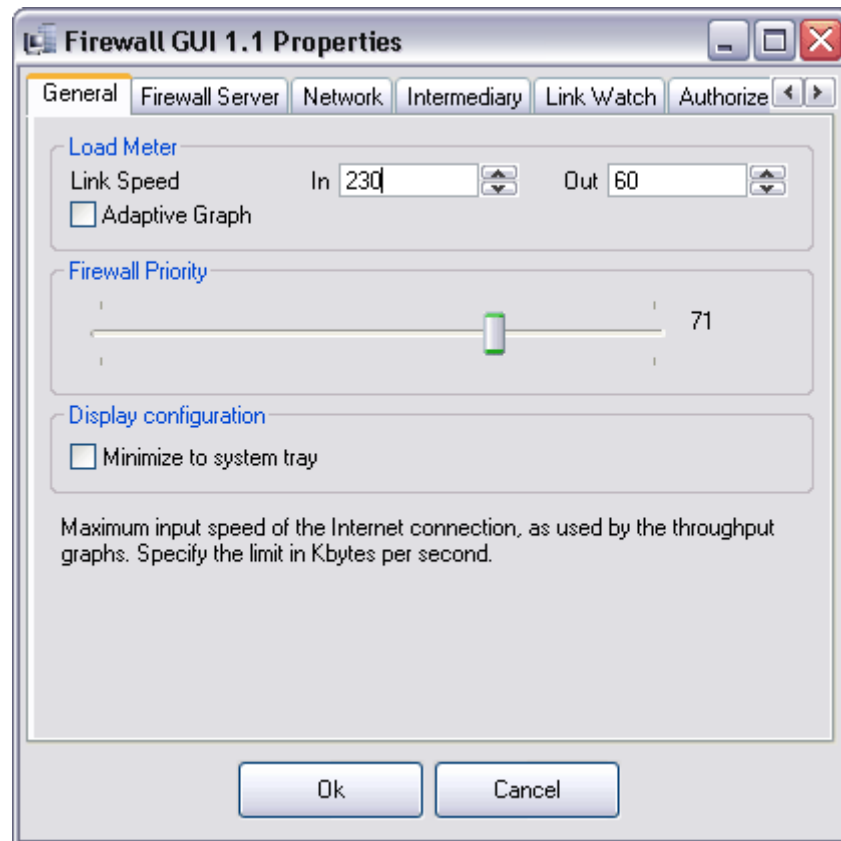 Firewall GUI 1.1 Properties
General Firewall Server Network Intermediary Link Watch Authorize
Load Meter
Link Speed In 230 Out 60
Adaptive Graph
Firewall Priority
71
Display configuration
Minimize to system tray
Maximum input speed of the Internet connection, as used by the throughput
graphs. Specify the limit in Kbytes per second.
Ok Cancel